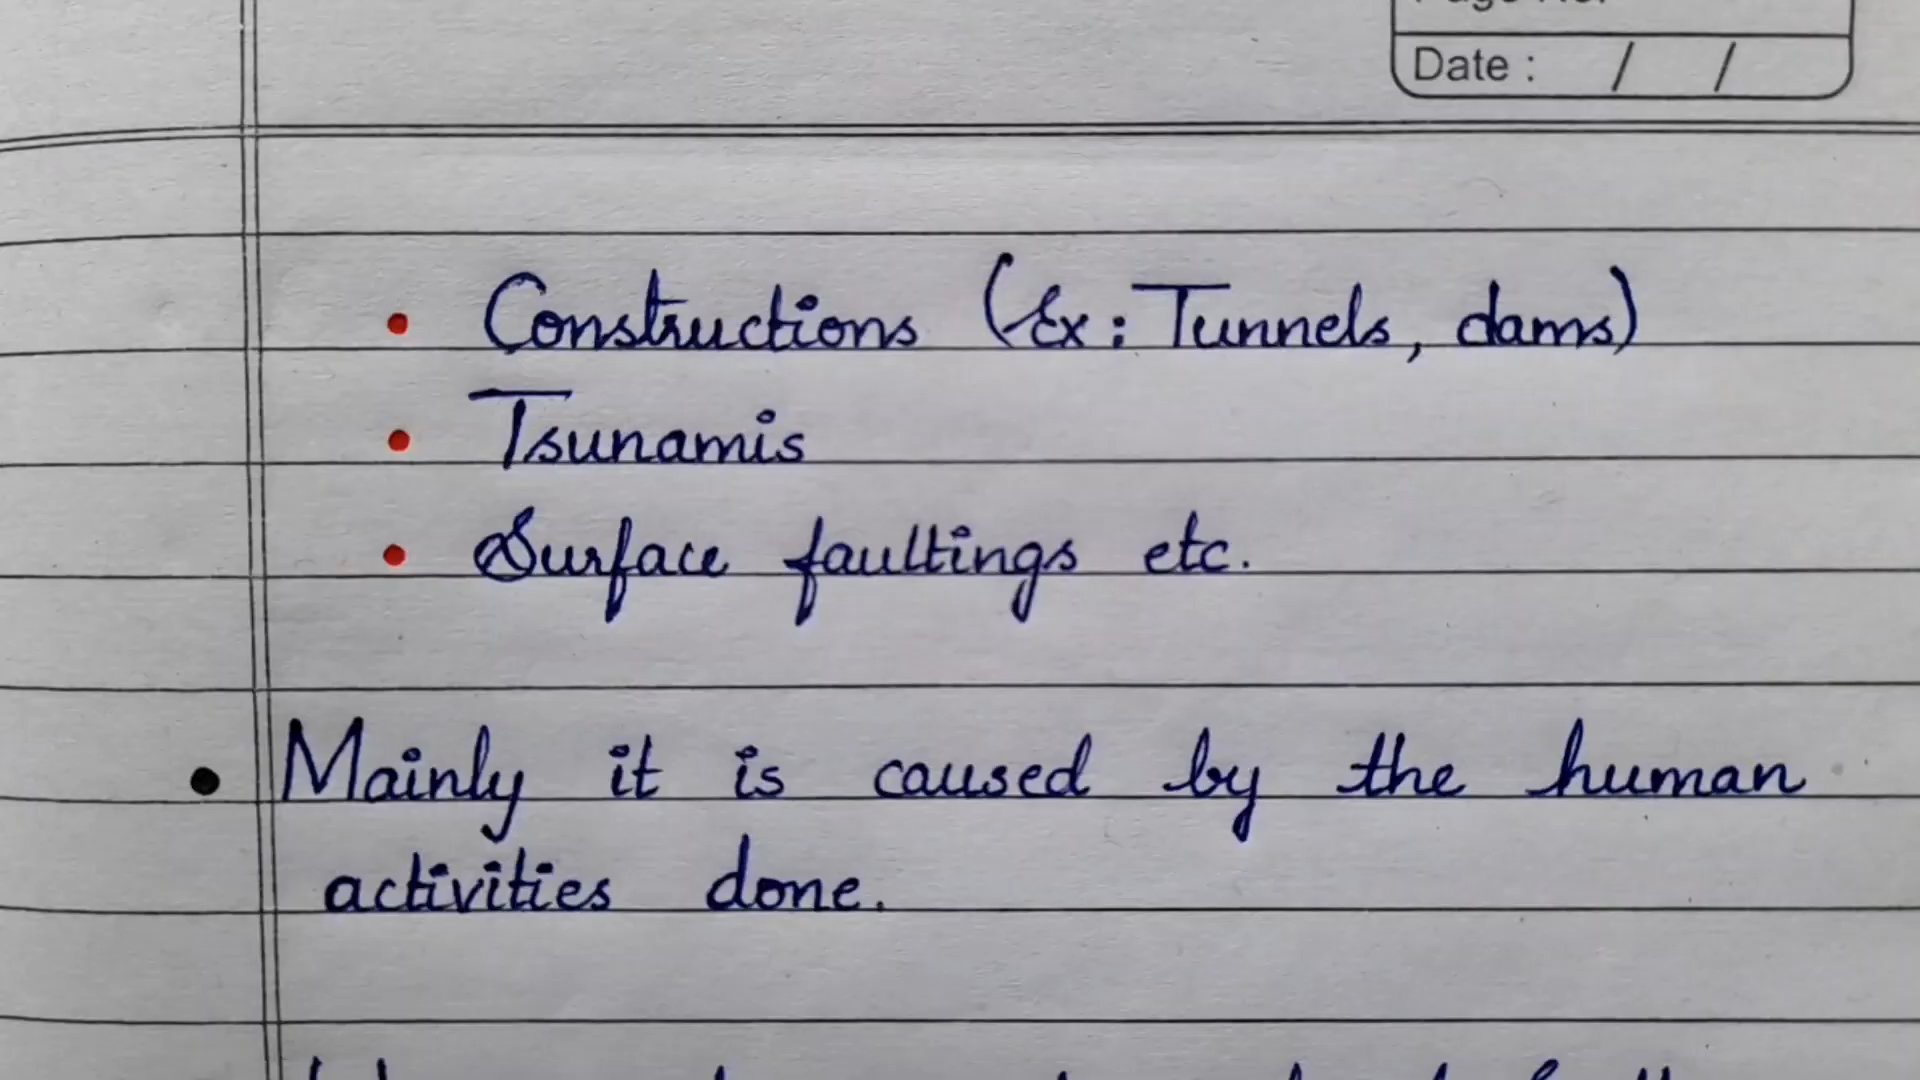 Date : / /
Constructions (Ex : Tunnels, dams)
Tsunamis
Surface faultings etc.
Mainly it is caused by the human
activities done.